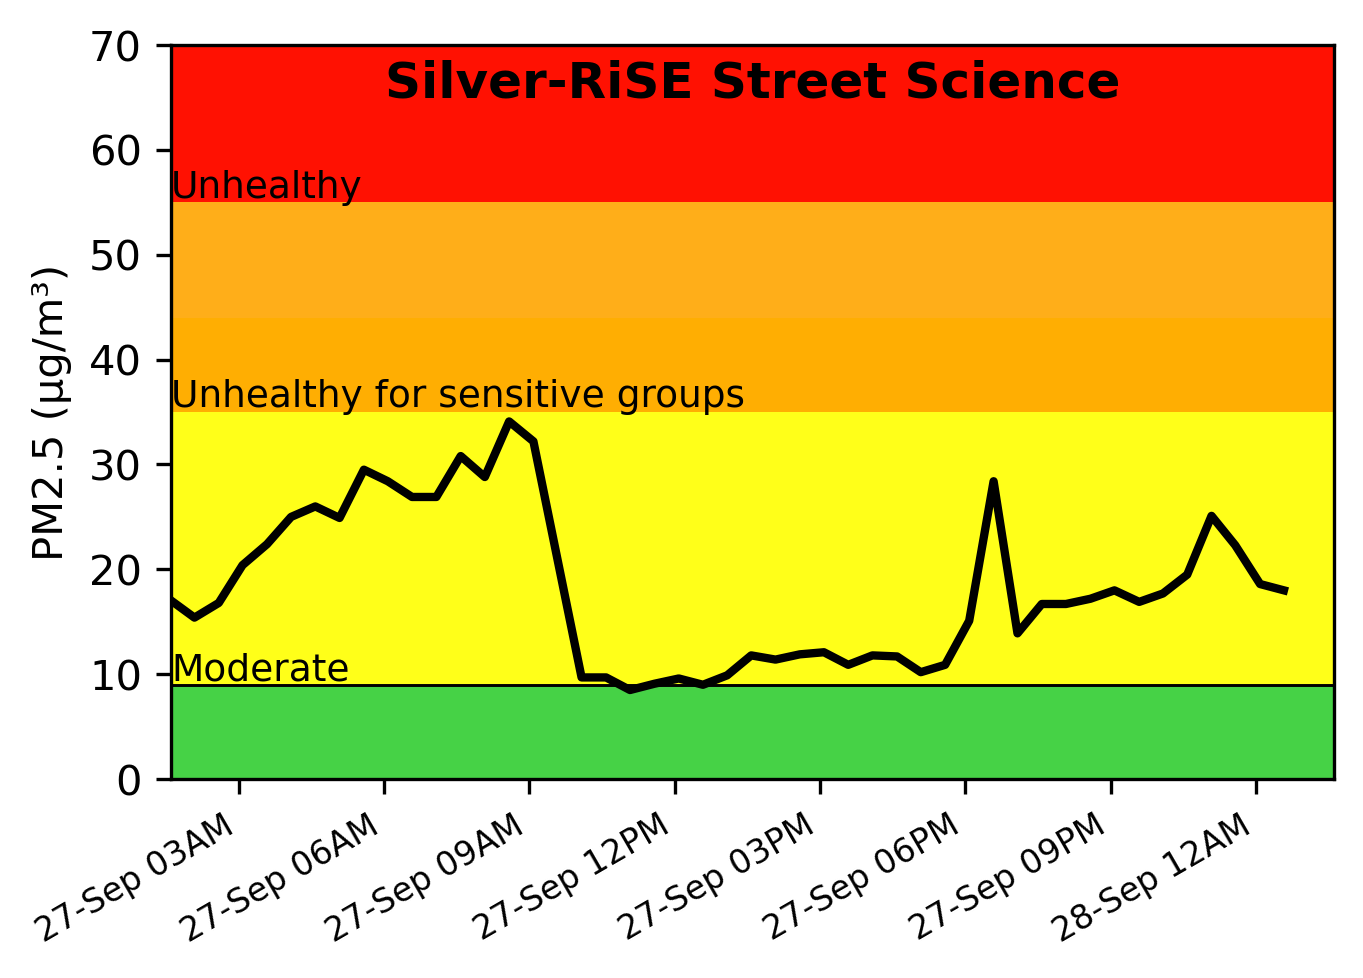 Silver-RiSE Street Science
70
60
50
40
30
20
10
0
PM2.5 (µg/m³)
Unhealthy
Unhealthy for sensitive groups
Moderate
27-Sep 03AM
27-Sep 06AM
27-Sep 09AM
27-Sep 12PM
27-Sep 03PM
27-Sep 06PM
27-Sep 09PM
28-Sep 12AM